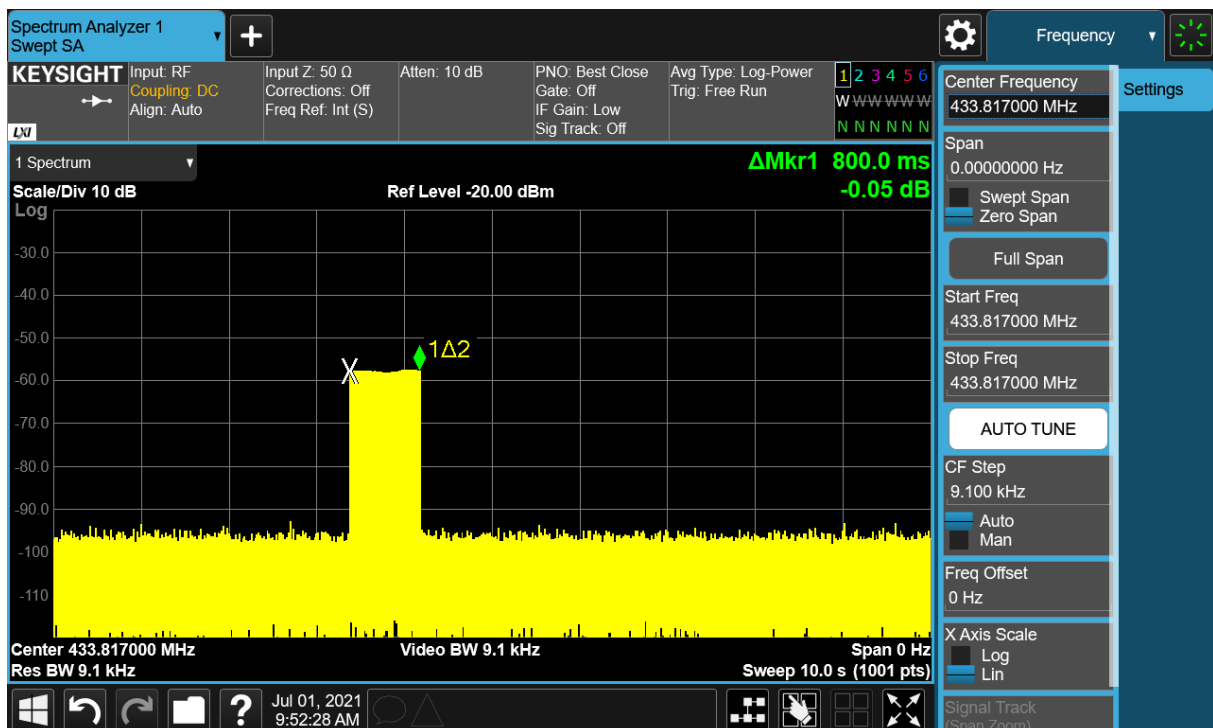 Spectrum Analyzer 1
Swept SA
Frequency
KEYSIGHT
LXI
Input: RF
Coupling: DC
Align: Auto
Input Z: 50 Ω
Corrections: Off
Freq Ref: Int (S)
Atten: 10 dB
PNO: Best Close
Gate: Off
IF Gain: Low
Sig Track: Off
Avg Type: Log-Power
Trig: Free Run
1 2 3 4 5 6
W W W W W W
N N N N N N
1 Spectrum
ΔMkr1 800.0 ms
-0.05 dB
Scale/Div 10 dB
Ref Level -20.00 dBm
Log
-30.0
-40.0
-50.0
-60.0
-70.0
-80.0
-90.0
-100
-110
X
1Δ2
Center 433.817000 MHz
Video BW 9.1 kHz
Span 0 Hz
Res BW 9.1 kHz
Sweep 10.0 s (1001 pts)
?
Jul 01, 2021
9:52:28 AM
Center Frequency
433.817000 MHz
Span
0.00000000 Hz
Swept Span
Zero Span
Full Span
Start Freq
433.817000 MHz
Stop Freq
433.817000 MHz
AUTO TUNE
CF Step
9.100 kHz
Auto
Man
Freq Offset
0 Hz
X Axis Scale
Log
Lin
Signal Track
(Span Zoom)
Settings